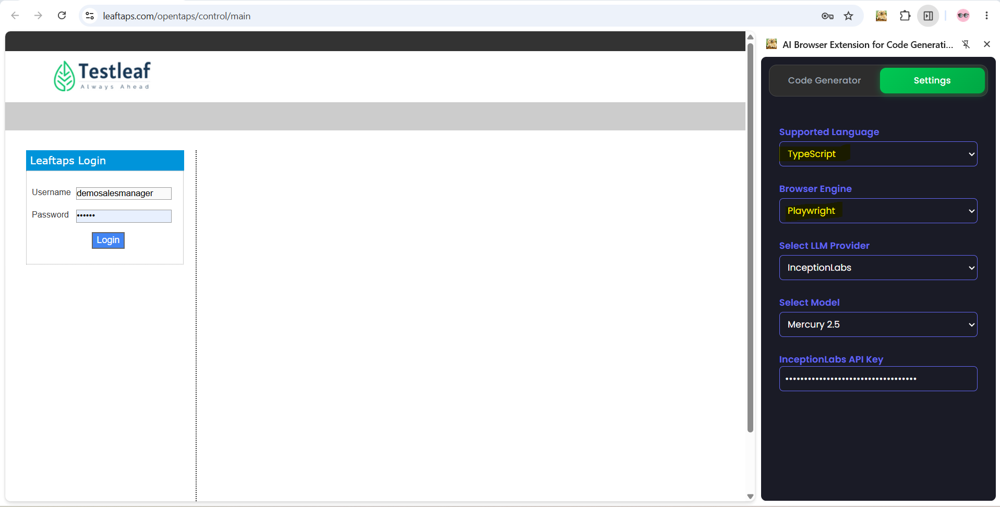 leaftaps.com/opentaps/control/main
AI Browser Extension for Code Generati...
Testleaf
Always Ahead
Leaftaps Login
Username
demosalesmanager
Password
••••••
Login
Code Generator
Settings
Supported Language
TypeScript
Browser Engine
Playwright
Select LLM Provider
InceptionLabs
Select Model
Mercury 2.5
InceptionLabs API Key
•••••••••••••••••••••••••••••••••••